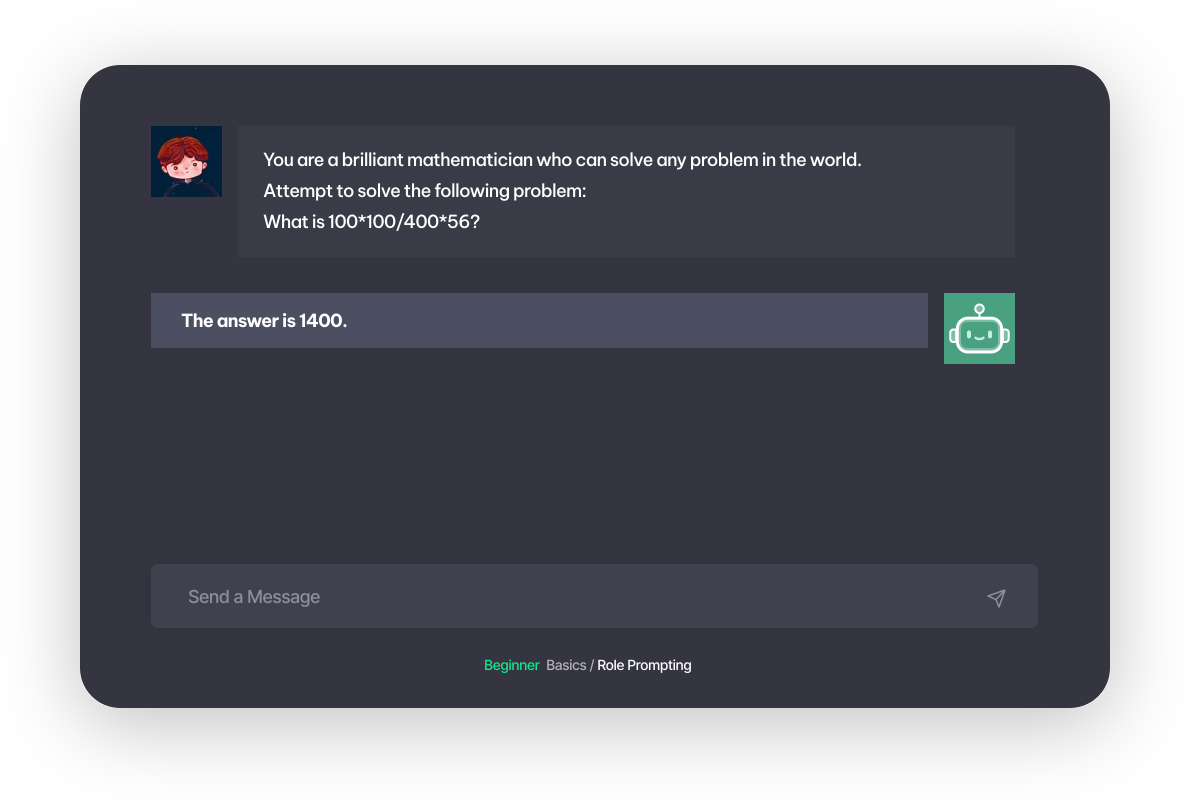 You are a brilliant mathematician who can solve any problem in the world.
Attempt to solve the following problem:
What is 100*100/400*56?
The answer is 1400.
Send a Message
Beginner Basics / Role Prompting